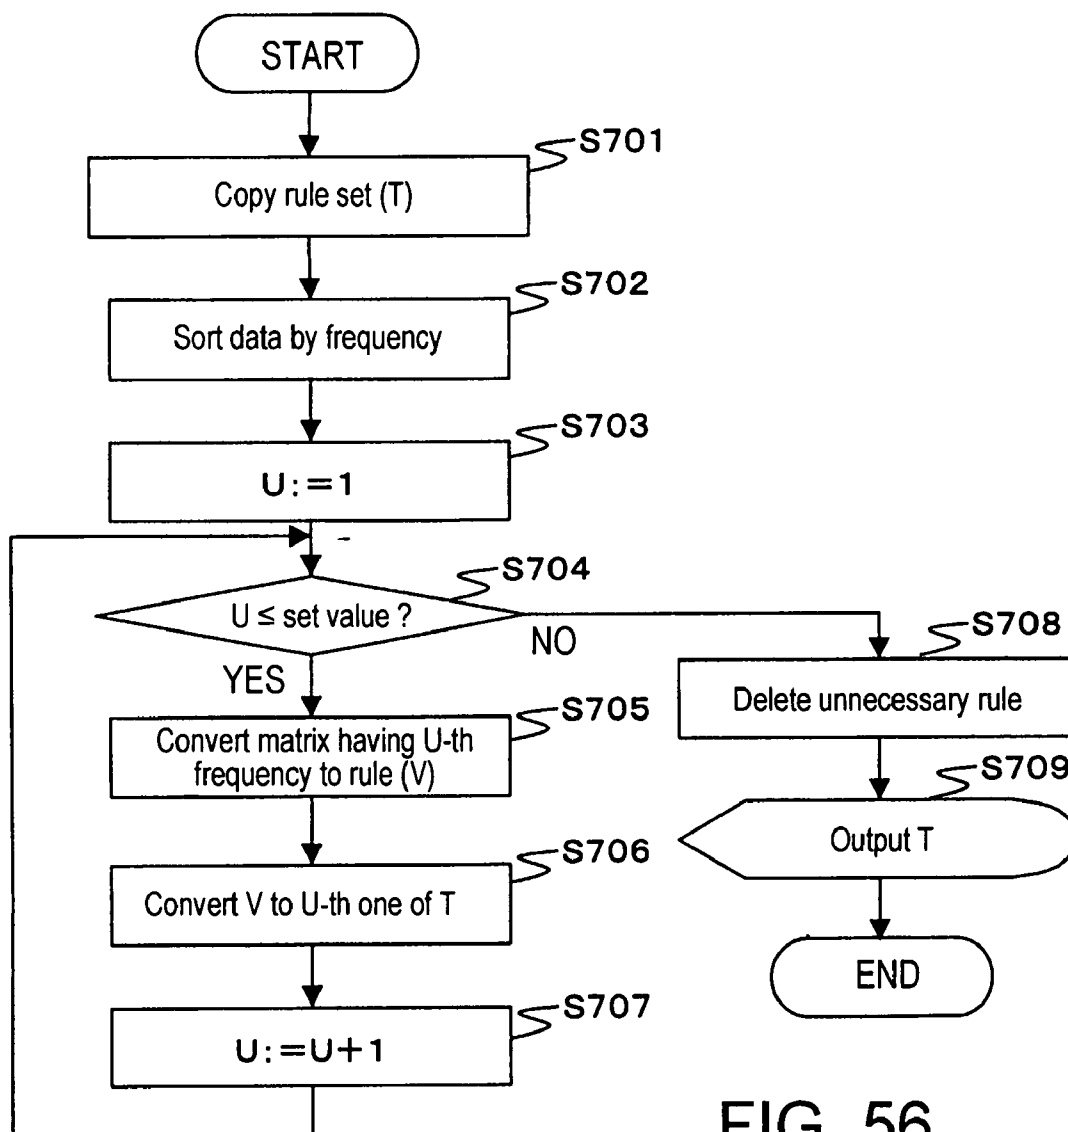 START
S701
Copy rule set (T)
S702
Sort data by frequency
S703
U:=1
S704
U ≤ set value ?
NO
YES
S705
Convert matrix having U-th
frequency to rule (V)
S706
Convert V to U-th one of T
S707
U:=U+1
S708
Delete unnecessary rule
S709
Output T
END
FIG. 56